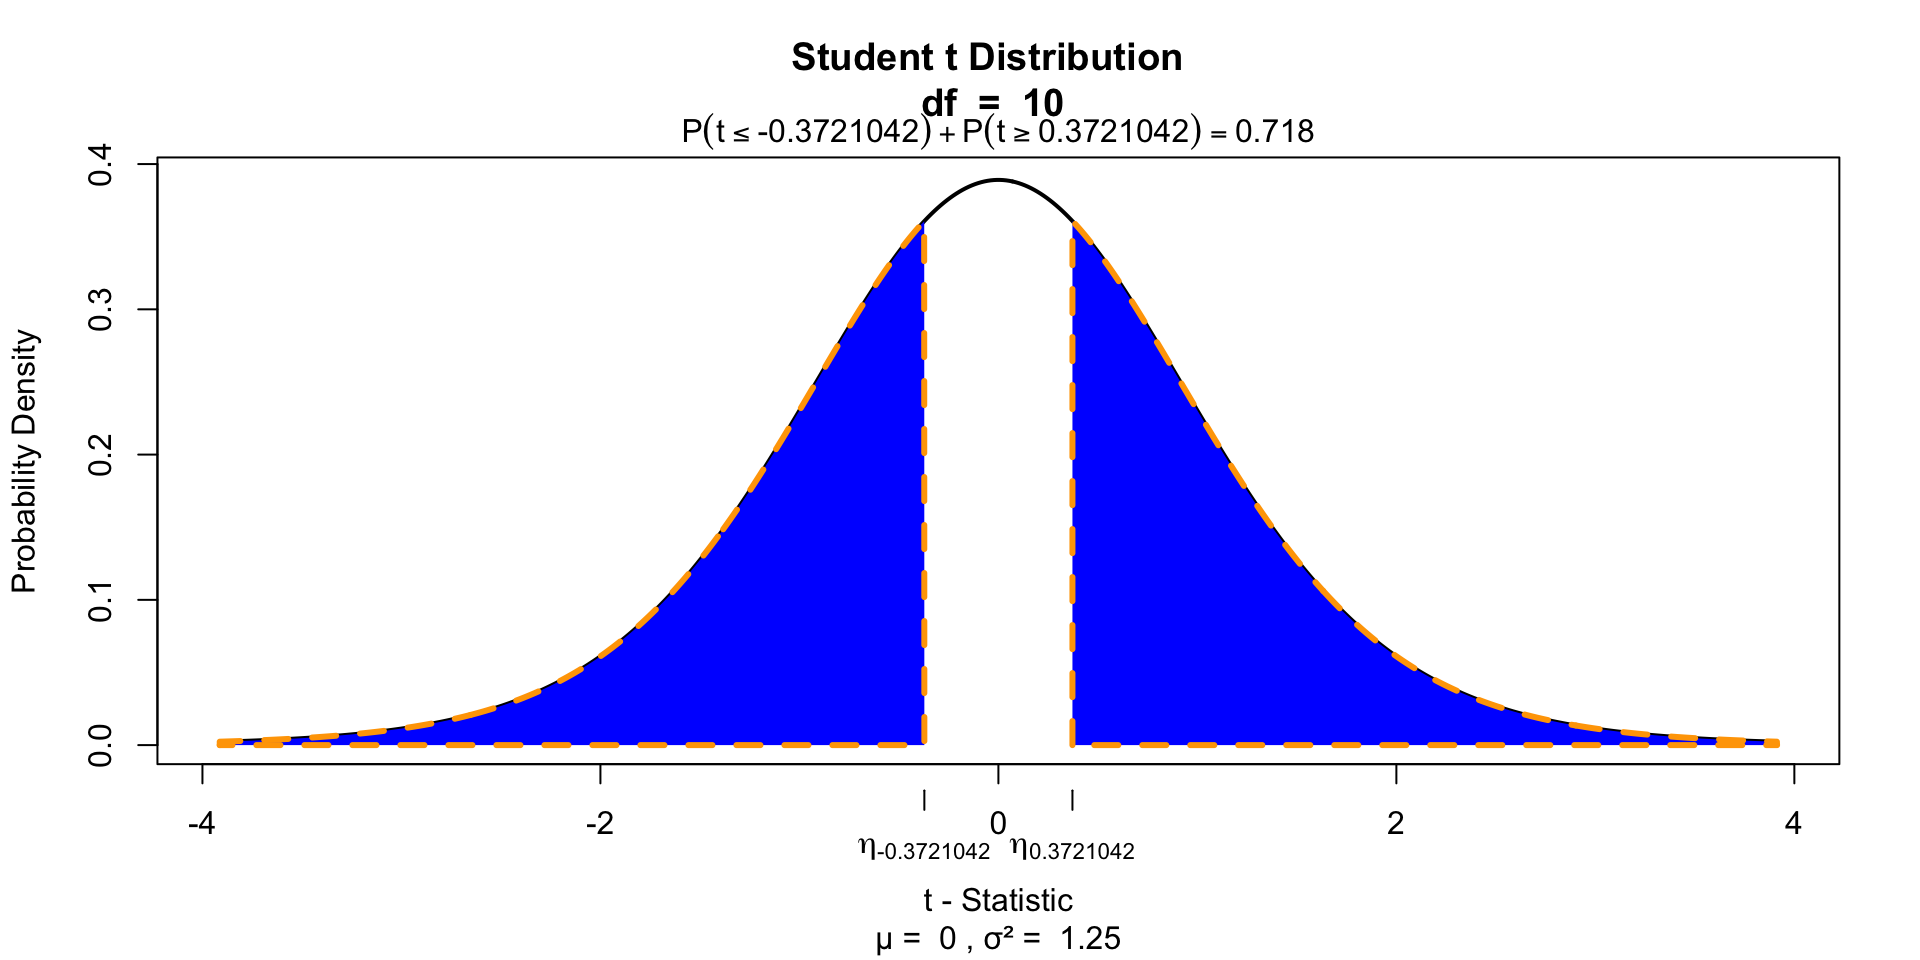 Student t Distribution
df = 10
P(t ≤ -0.3721042) + P(t ≥ 0.3721042) = 0.718
Probability Density
0.4
0.3
0.2
0.1
0.0
-4 -2 0 2 4
η-0.3721042 η0.3721042
t - Statistic
μ = 0 , σ² = 1.25